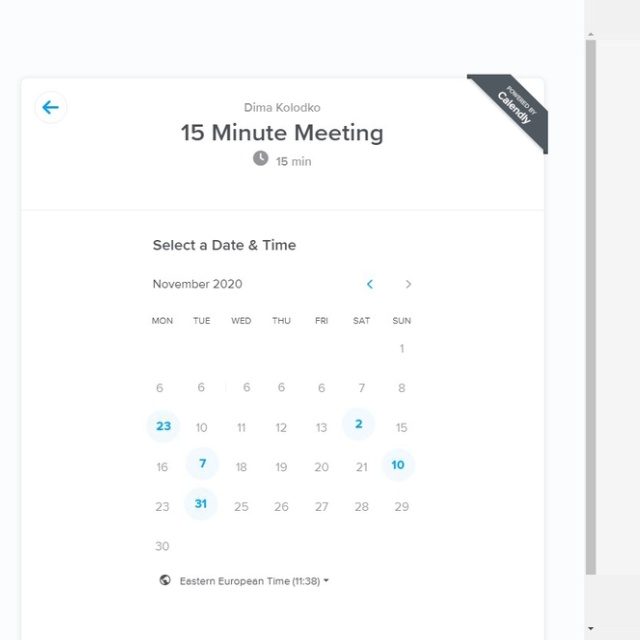 Dima Kolodko
POWERED BY
Calendly
15 Minute Meeting
15 min
Select a Date & Time
November 2020
MON TUE WED THU FRI SAT SUN
1
6 6 6 6 6 7 8
23 10 11 12 13 2 15
16 7 18 19 20 21 10
23 31 25 26 27 28 29
30
Eastern European Time (11:38)